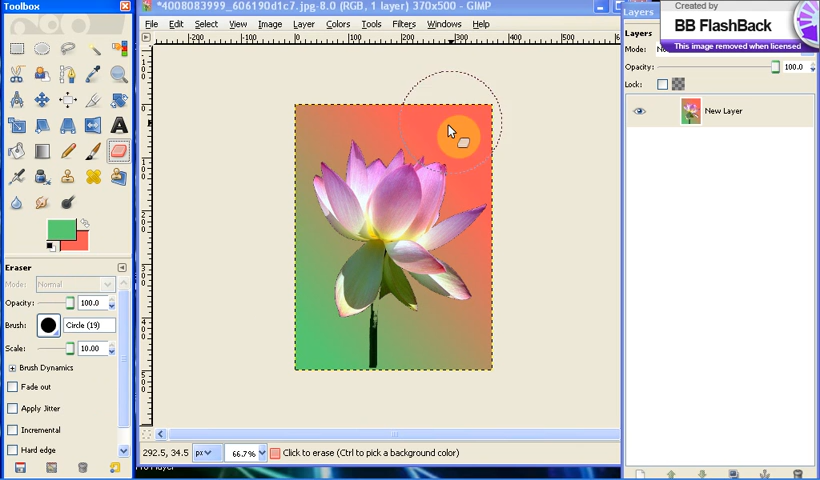 Toolbox
*4000083999_606190d1c7.jpg-8.0 (RGB, 1 layer) 370x500 – GIMP
File Edit Select View Image Layer Colors Tools Filters Windows Help
Layers
Created by
BB FlashBack
This image removed when licensed
Layers
Mode:
Opacity: 100.0
Lock:
New Layer
Eraser
Mode: Normal
Opacity: 100.0
Brush: Circle (19)
Scale: 10.00
Brush Dynamics
Fade out
Apply Jitter
Incremental
Hard edge
292.5, 34.5 px 66.7% Click to erase (Ctrl to pick a background color)